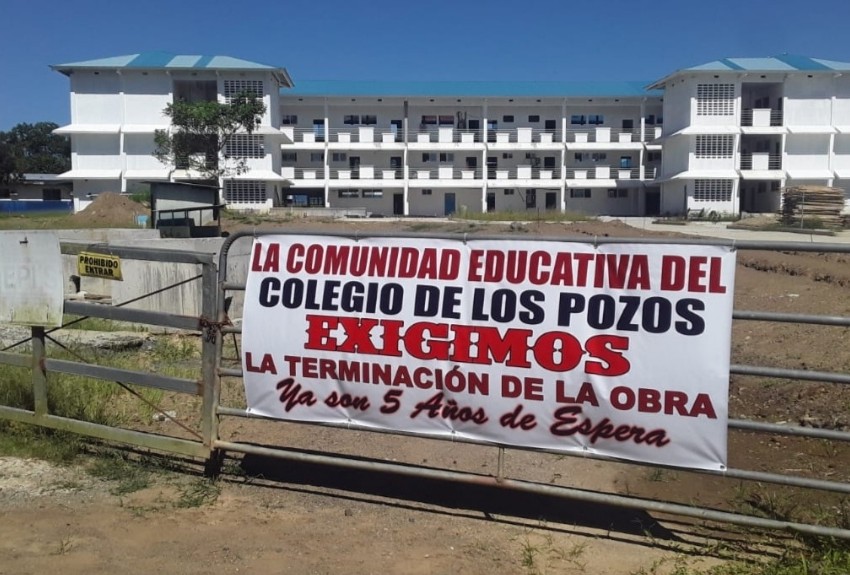 PROHIBIDO
ENTRAR
LA COMUNIDAD EDUCATIVA DEL
COLEGIO DE LOS POZOS
EXIGIMOS
LA TERMINACIÓN DE LA OBRA
Ya son 5 Años de Espera